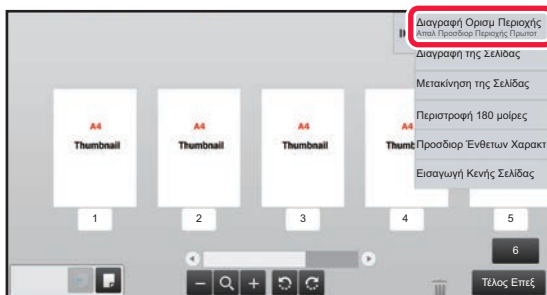 Διαγραφή Ορισμ Περιοχής
Απαλ Προσδιορ Περιοχής Πρωτοτ
Διαγραφή της Σελίδας
Μετακίνηση της Σελίδας
Περιστροφή 180 μοίρες
Προσδιορ Ένθετων Χαρακτ
Εισαγωγή Κενής Σελίδας
A4
Thumbnail
A4
Thumbnail
A4
Thumbnail
A4
Thumb
1
2
3
4
5
6
Τέλος Επεξ